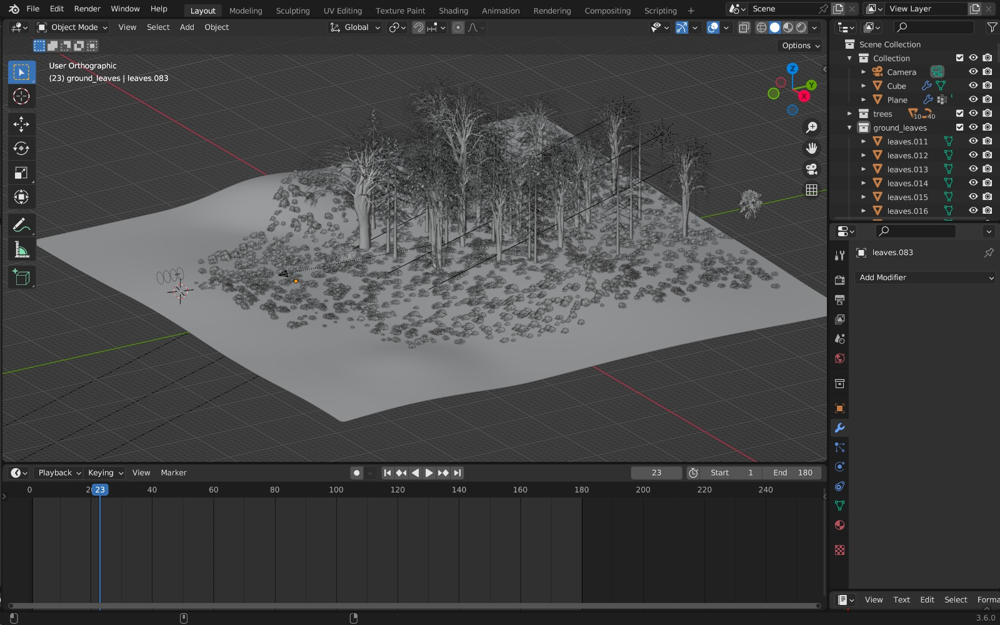 File Edit Render Window Help Layout Modeling Sculpting UV Editing Texture Paint Shading Animation Rendering Compositing Scripting + Scene View Layer
Object Mode View Select Add Object Global
Options
User Orthographic
(23) ground_leaves | leaves.083
Z
Y
X
Scene Collection
Collection
Camera
Cube
Plane
trees 10 40
ground_leaves
leaves.011
leaves.012
leaves.013
leaves.014
leaves.015
leaves.016
leaves.083
Add Modifier
Playback Keying View Marker 23 Start 1 End 180
0 23 40 60 80 100 120 140 160 180 200 220 240
View Text Edit Select Forma
3.6.0